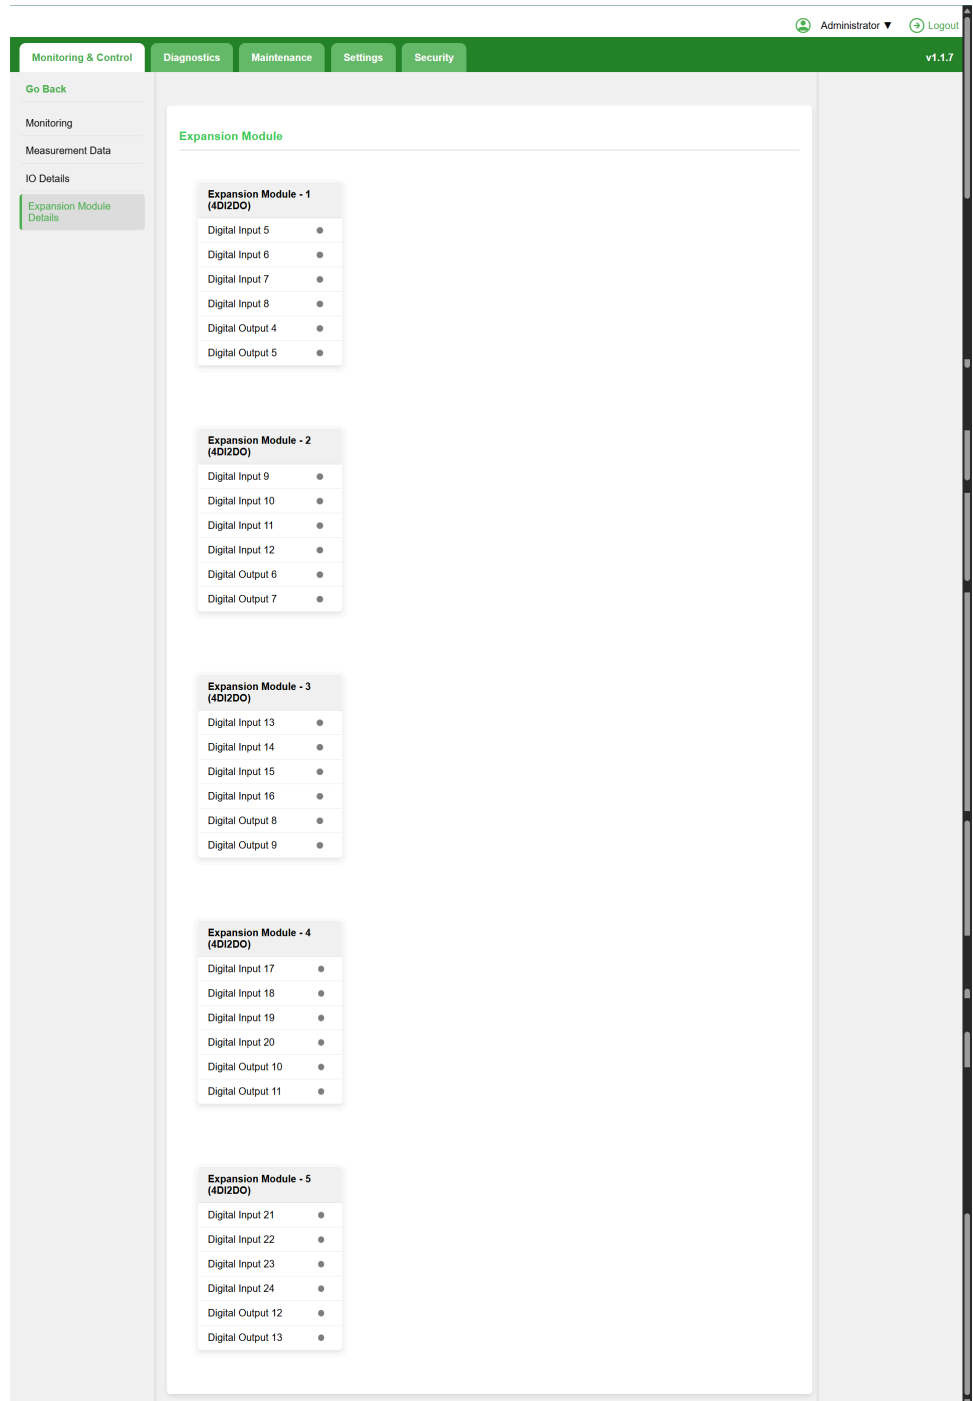 Administrator ▼ Logout
Monitoring & Control Diagnostics Maintenance Settings Security v1.1.7
Go Back
Monitoring
Measurement Data
IO Details
Expansion Module
Details
Expansion Module
Expansion Module - 1
(4DI2DO)
Digital Input 5
Digital Input 6
Digital Input 7
Digital Input 8
Digital Output 4
Digital Output 5
Expansion Module - 2
(4DI2DO)
Digital Input 9
Digital Input 10
Digital Input 11
Digital Input 12
Digital Output 6
Digital Output 7
Expansion Module - 3
(4DI2DO)
Digital Input 13
Digital Input 14
Digital Input 15
Digital Input 16
Digital Output 8
Digital Output 9
Expansion Module - 4
(4DI2DO)
Digital Input 17
Digital Input 18
Digital Input 19
Digital Input 20
Digital Output 10
Digital Output 11
Expansion Module - 5
(4DI2DO)
Digital Input 21
Digital Input 22
Digital Input 23
Digital Input 24
Digital Output 12
Digital Output 13